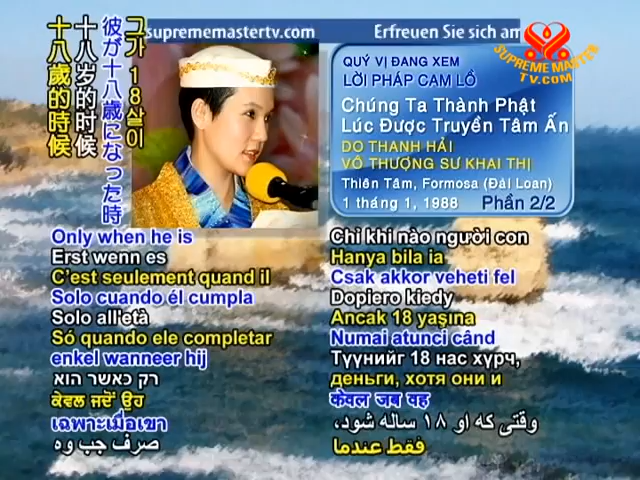 suprememastertv.com
Erfreuen Sie sich am
SUPREME MASTER
TV.COM
十八歲的時候
十八岁的时候
彼が十八歳になった時
그가 18살이
QUÝ VỊ ĐANG XEM
LỜI PHÁP CAM LỒ
Chúng Ta Thành Phật
Lúc Được Truyền Tâm Ấn
DO THANH HẢI
VÔ THƯỢNG SƯ KHAI THỊ
Thiên Tâm, Formosa (Đài Loan)
1 tháng 1, 1988 Phần 2/2
Only when he is
Erst wenn es
C'est seulement quand il
Solo cuando él cumpla
Solo all'età
Só quando ele completar
enkel wanneer hij
רק כאשר הוא
ਕੇਵਲ ਜਦੋਂ ਉਹ
เฉพาะเมื่อเขา
صرف جب وہ
Chỉ khi nào người con
Hanya bila ia
Csak akkor veheti fel
Dopiero kiedy
Ancak 18 yaşına
Numai atunci când
Түүнийг 18 нас хүрч,
деньги, хотя они и
केवल जब वह
وقتی که او ۱۸ ساله شود،
فقط عندما